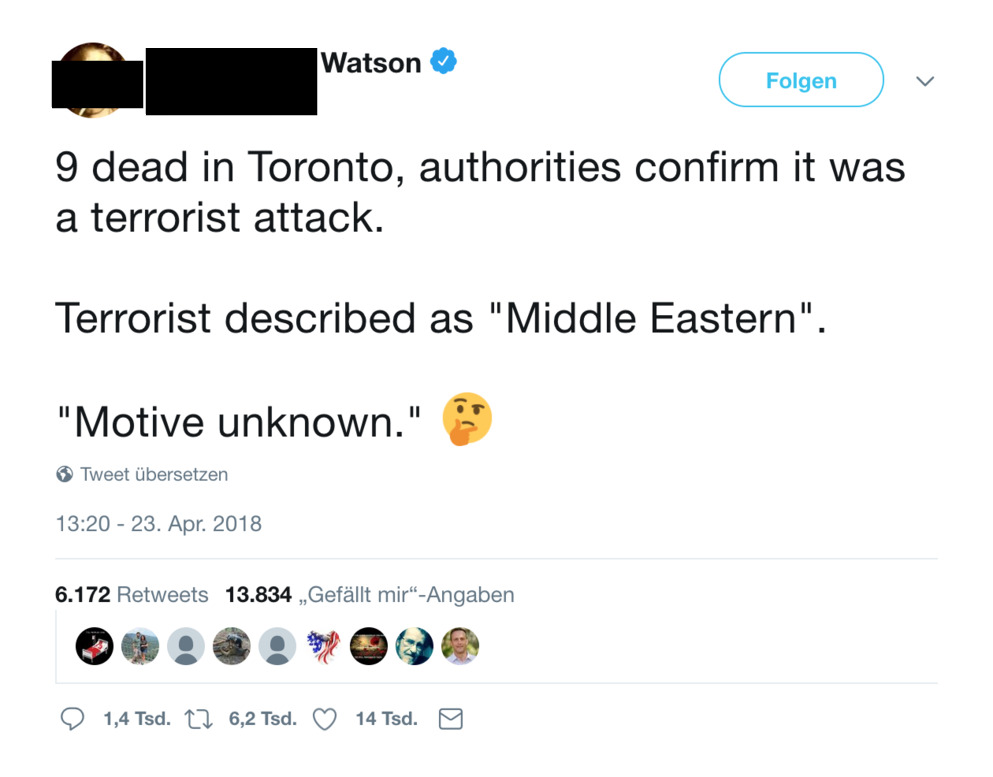 Watson
Folgen
9 dead in Toronto, authorities confirm it was
a terrorist attack.
Terrorist described as "Middle Eastern".
"Motive unknown." 🤔
Tweet übersetzen
13:20 - 23. Apr. 2018
6.172 Retweets 13.834 „Gefällt mir“-Angaben
1,4 Tsd. 6,2 Tsd. 14 Tsd.